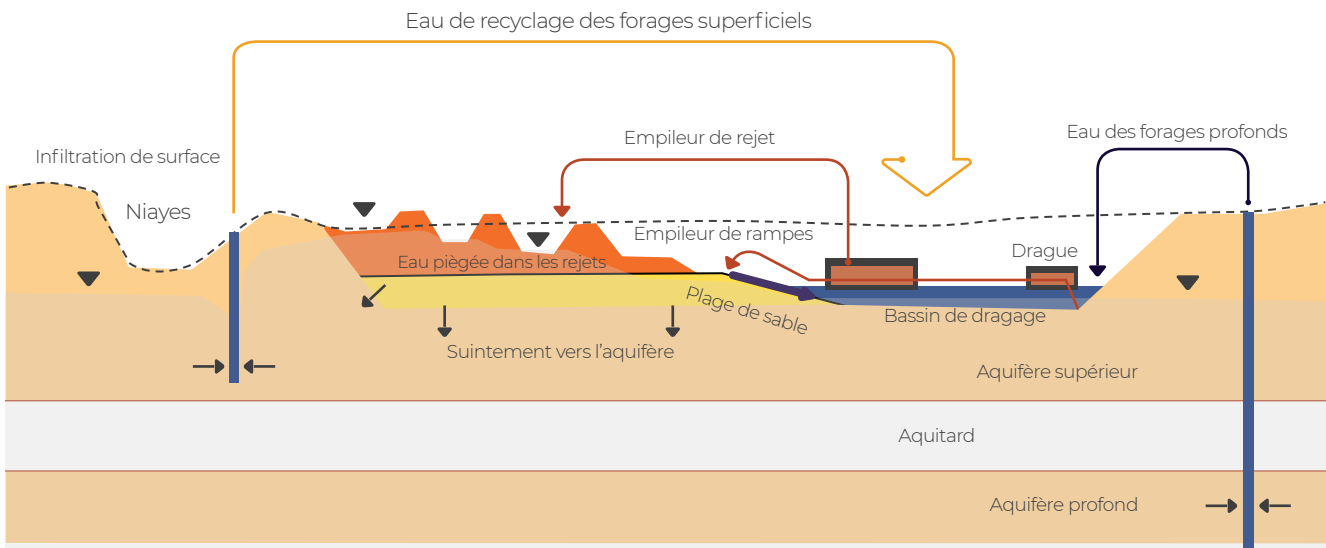 Eau de recyclage des forages superficiels
Empileur de rejet
Eau des forages profonds
Infiltration de surface
Niayes
Empileur de rampes
Drague
Eau piègée dans les rejets
Plage de sable
Bassin de dragage
Suintement vers l'aquifère
Aquifère supérieur
Aquitard
Aquifère profond